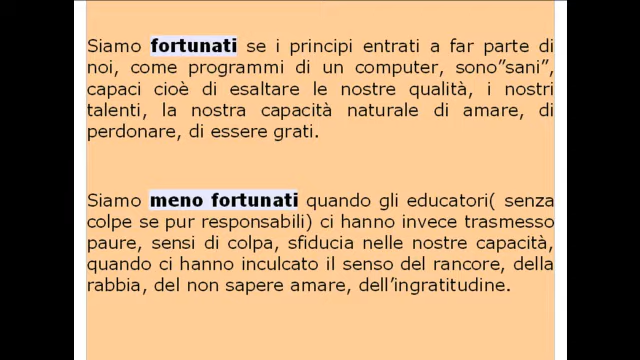 Siamo fortunati se i principi entrati a far parte di
noi, come programmi di un computer, sono”sani”,
capaci cioè di esaltare le nostre qualità, i nostri
talenti, la nostra capacità naturale di amare, di
perdonare, di essere grati.
Siamo meno fortunati quando gli educatori( senza
colpe se pur responsabili) ci hanno invece trasmesso
paure, sensi di colpa, sfiducia nelle nostre capacità,
quando ci hanno inculcato il senso del rancore, della
rabbia, del non sapere amare, dell’ingratitudine.